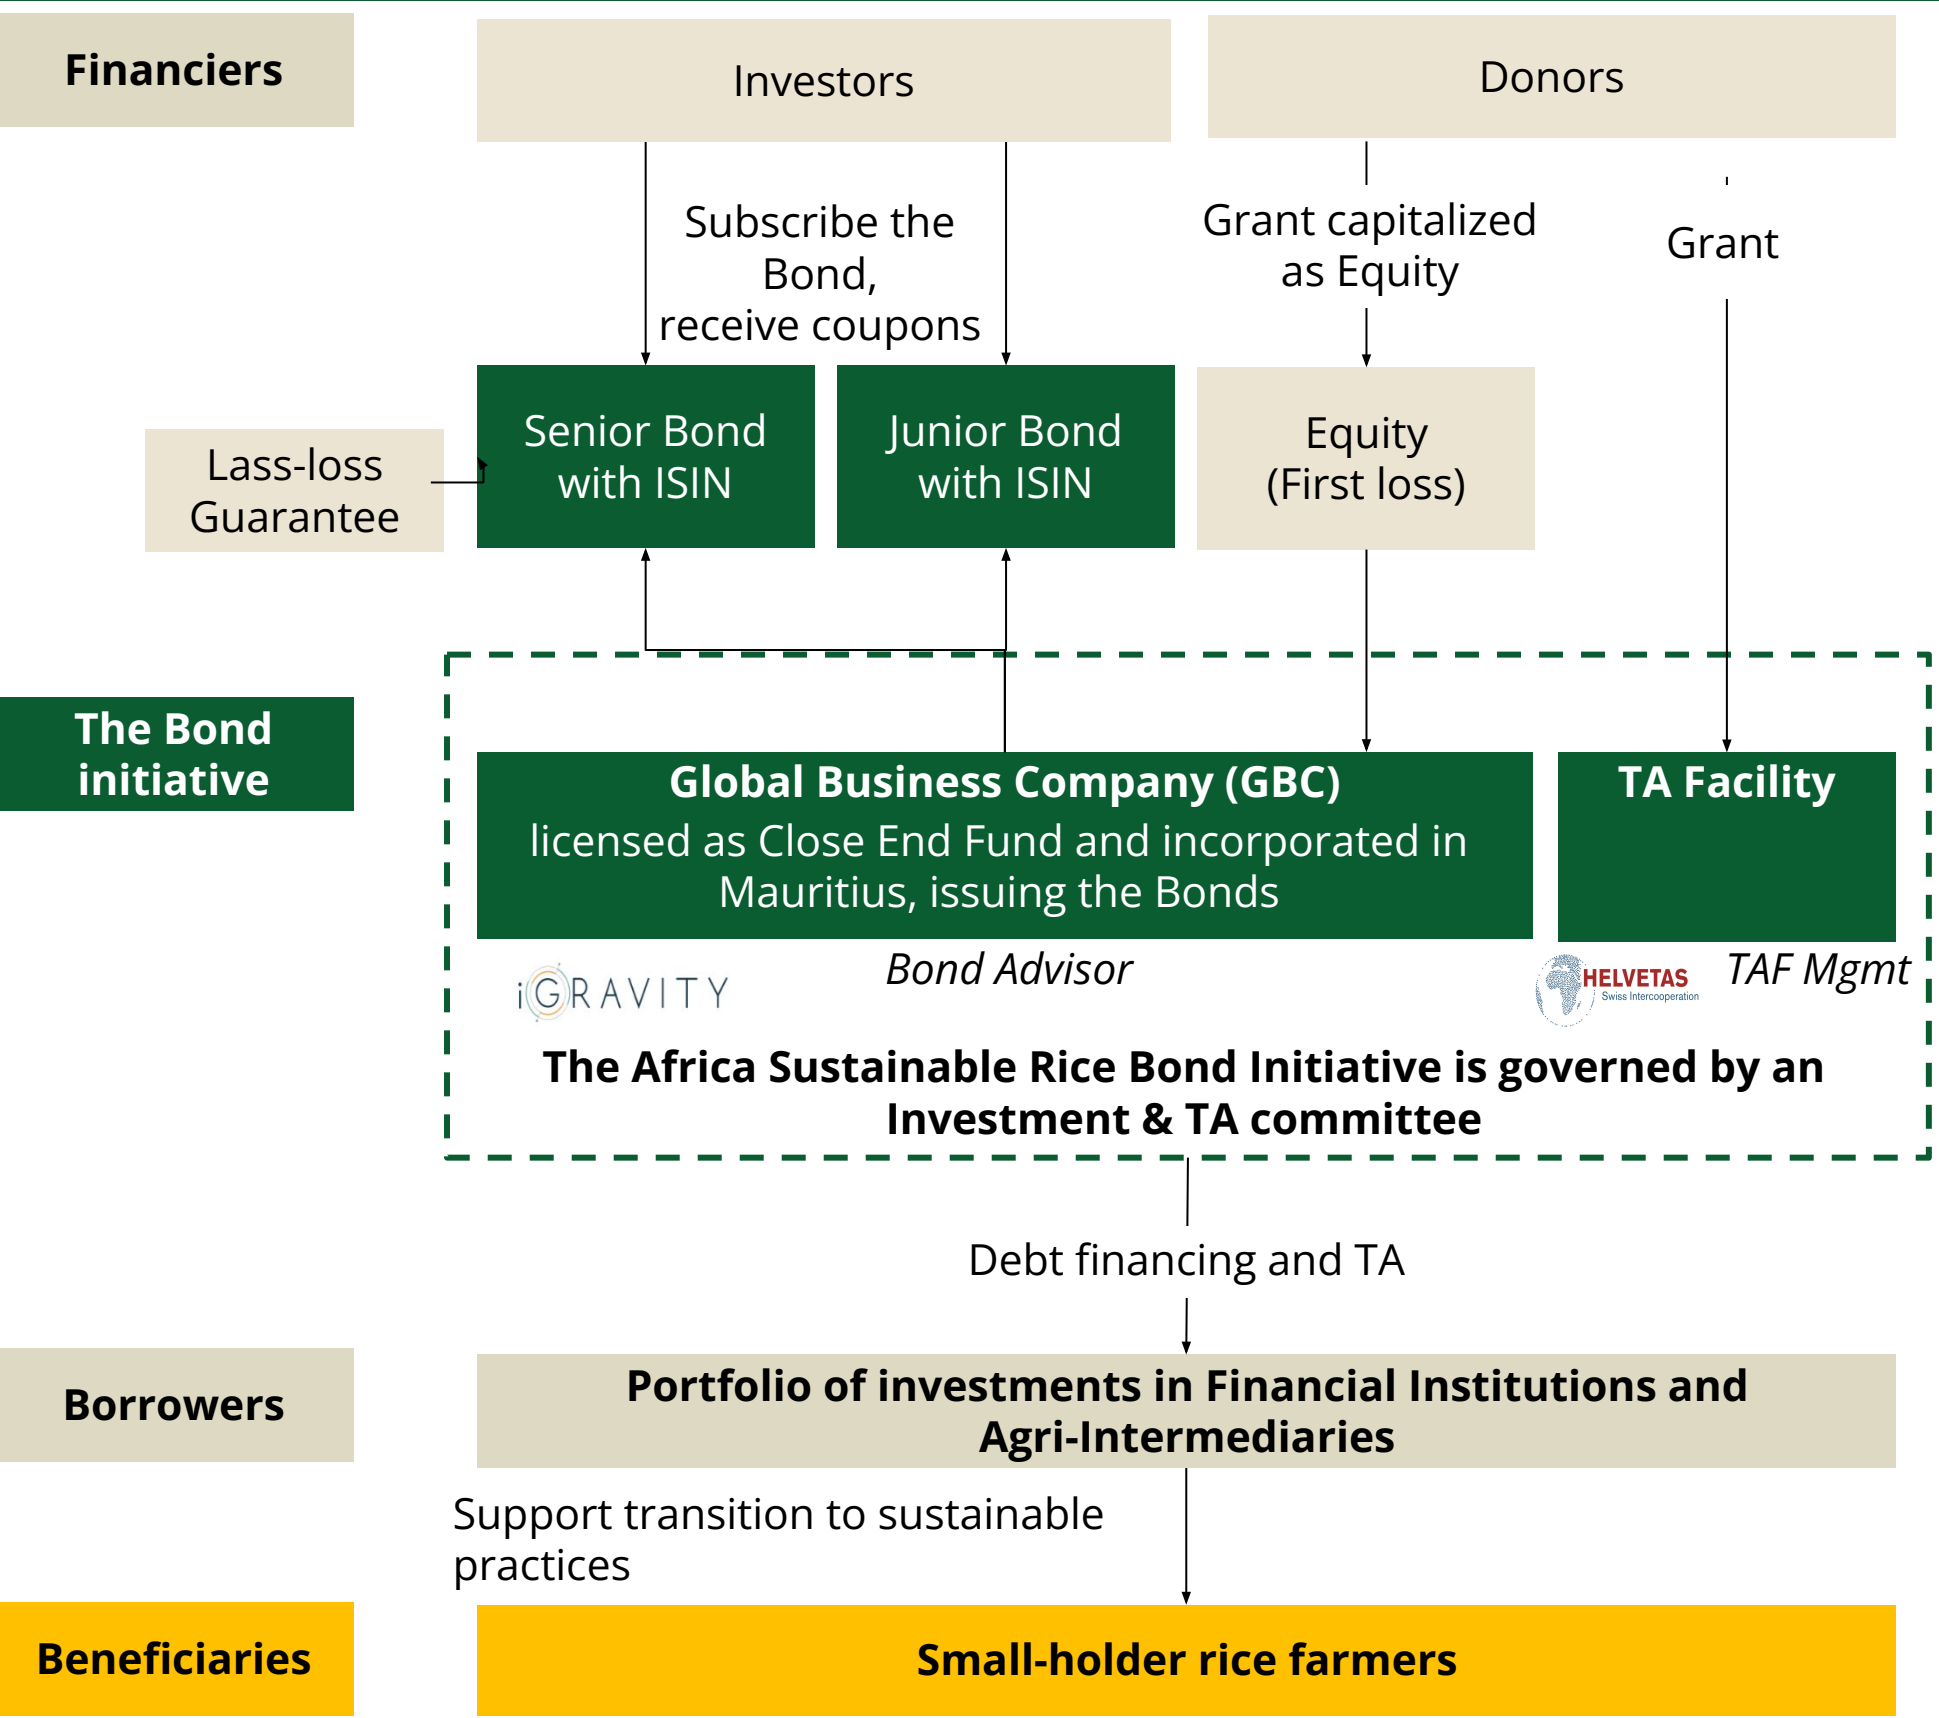 Financiers
Investors
Donors
Subscribe the
Bond,
receive coupons
Grant capitalized
as Equity
Grant
Lass-loss
Guarantee
Senior Bond
with ISIN
Junior Bond
with ISIN
Equity
(First loss)
The Bond
initiative
Global Business Company (GBC)
licensed as Close End Fund and incorporated in
Mauritius, issuing the Bonds
TA Facility
iGRAVITY
Bond Advisor
HELVETAS
Swiss Intercooperation
TAF Mgmt
The Africa Sustainable Rice Bond Initiative is governed by an
Investment & TA committee
Debt financing and TA
Borrowers
Portfolio of investments in Financial Institutions and
Agri-Intermediaries
Support transition to sustainable
practices
Beneficiaries
Small-holder rice farmers